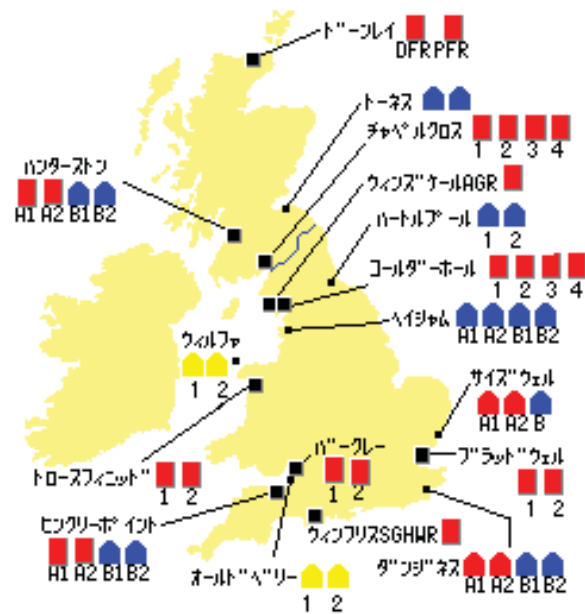 ドーンレイ
DFR PFR
トーネス
チャペルクロス
1 2 3 4
ハンターストン
A1 A2 B1 B2
ウィンズケールAGR
ハートルプール
1 2
コールダーホール
1 2 3 4
ヘイシャム
A1 A2 B1 B2
ウィルファ
1 2
サイズウェル
A1 A2 B
トロースフィニッド
1 2
バークレー
1 2
ブラッドウェル
1 2
ヒンクリーポイント
A1 A2 B1 B2
ウィンフリスSGHWR
オールドベリー
1 2
ダンジネス
A1 A2 B1 B2